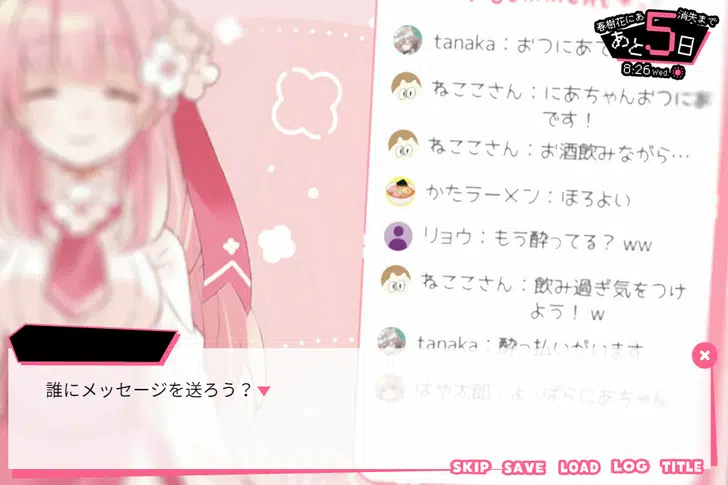 春樹花にあ
消失まで
あと5日
8:26 Wed.
tanaka：おつにあで
ねここさん：にあちゃんおつにあ
です！
ねここさん：お酒飲みながら…
かたラーメン：ほろよい
リョウ：もう酔ってる？ww
ねここさん：飲み過ぎ気をつけ
よう！w
tanaka：酔っ払いがいます
はや太郎：よっぱらにあちゃん
誰にメッセージを送ろう？
SKIP SAVE LOAD LOG TITLE